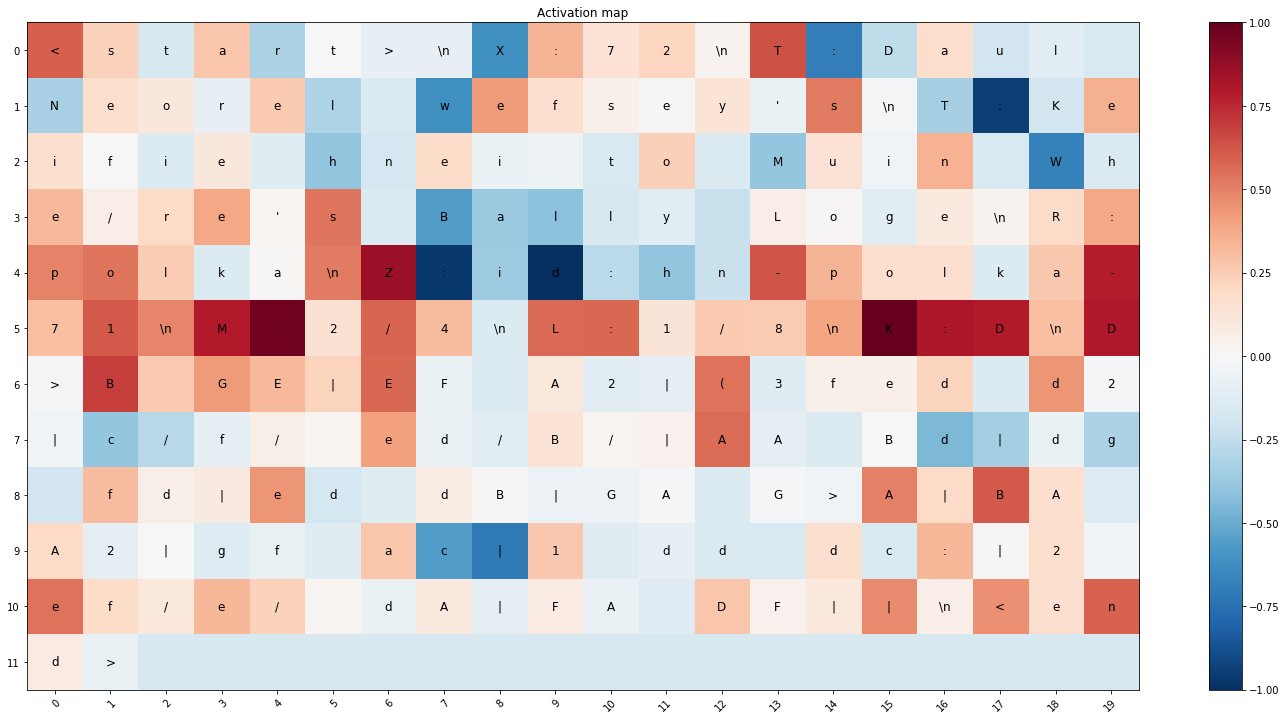 Activation map
0 < s t a r t > \n X : 7 2 \n T : D a u l
1 N e o r e l w e f s e y ' s \n T : K e
2 i f i e h n e i t o M u i n W h
3 e / r e ' s B a l l y L o g e \n R :
4 p o l k a \n Z : i d : h n - p o l k a -
5 7 1 \n M : 2 / 4 \n L : 1 / 8 \n K : D \n D
6 > B G E | E F A 2 | ( 3 f e d d 2
7 | c / f / e d / B / | A A B d | d g
8 f d | e d d B | G A G > A | B A
9 A 2 | g f a c | 1 d d d c : | 2
10 e f / e / d A | F A D F | | \n < e n
11 d >
0 1 2 3 4 5 6 7 8 9 10 11 12 13 14 15 16 17 18 19
1.00
0.75
0.50
0.25
0.00
−0.25
−0.50
−0.75
−1.00